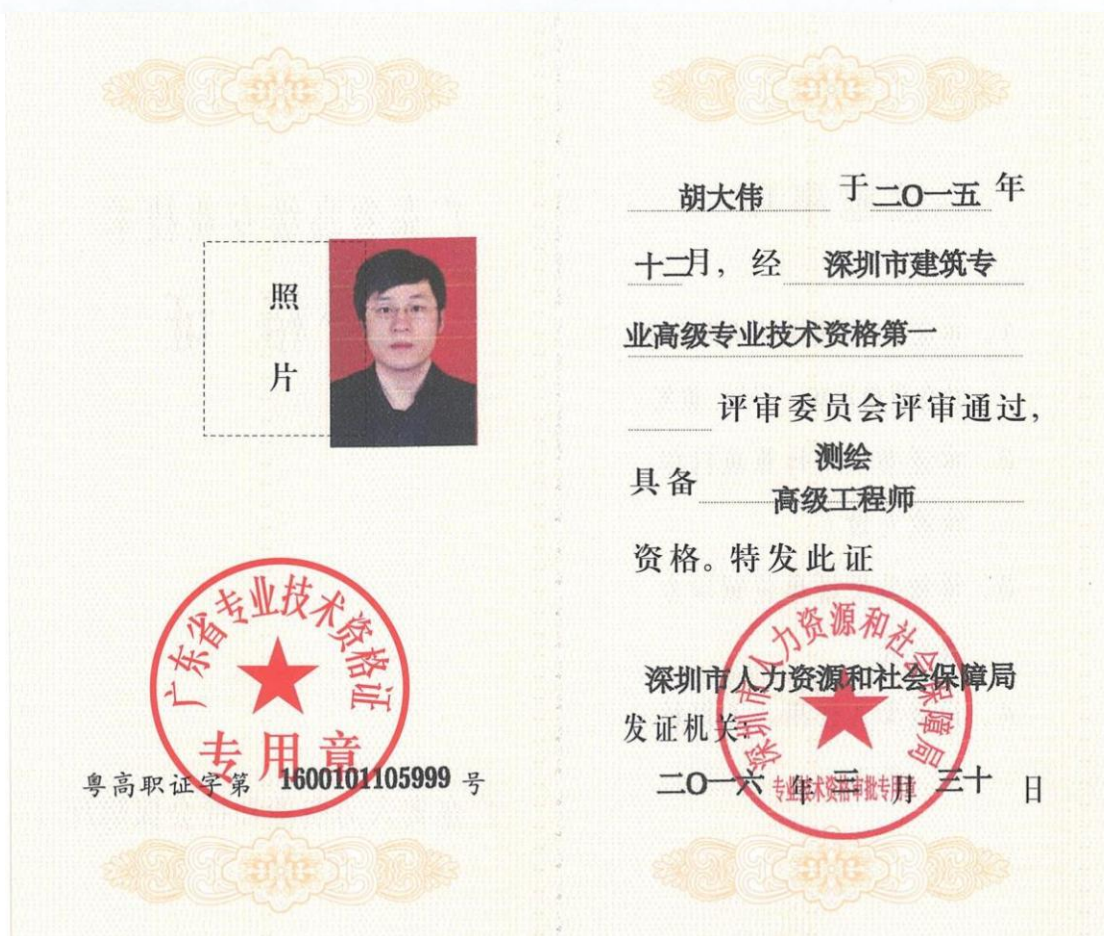 照
片
广东省专业技术资格证
专用章
粤高职证字第 1600101105999 号
胡大伟 于二〇一五 年
十二月，经 深圳市建筑专
业高级专业技术资格第一
评审委员会评审通过，
具备 测绘
高级工程师
资格。特发此证
深圳市人力资源和社会保障局
深圳市人力资源和社会保障局
发证机关：
二〇一六 年 三 月 三十 日
专业技术资格审批专用章